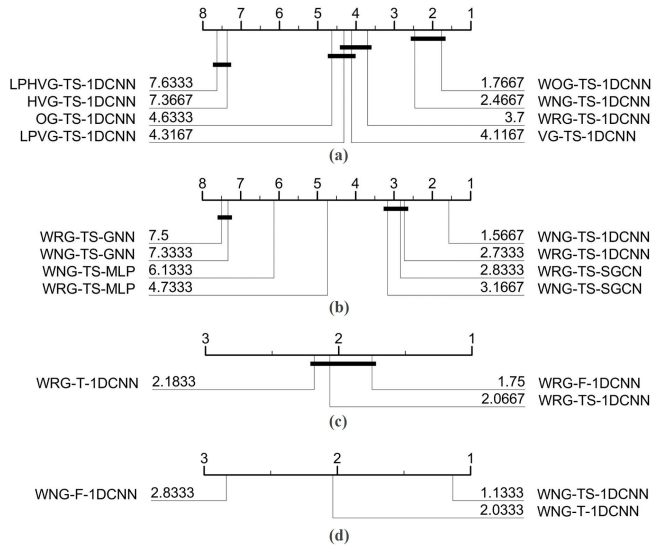 8 7 6 5 4 3 2 1
LPHVG-TS-1DCNN 7.6333 1.7667 WOG-TS-1DCNN
HVG-TS-1DCNN 7.3667 2.4667 WNG-TS-1DCNN
OG-TS-1DCNN 4.6333 3.7 WRG-TS-1DCNN
LPVG-TS-1DCNN 4.3167 4.1167 VG-TS-1DCNN
(a)
8 7 6 5 4 3 2 1
WRG-TS-GNN 7.5 1.5667 WNG-TS-1DCNN
WNG-TS-GNN 7.3333 2.7333 WRG-TS-1DCNN
WNG-TS-MLP 6.1333 2.8333 WRG-TS-SGCN
WRG-TS-MLP 4.7333 3.1667 WNG-TS-SGCN
(b)
3 2 1
WRG-T-1DCNN 2.1833 1.75 WRG-F-1DCNN
2.0667 WRG-TS-1DCNN
(c)
3 2 1
WNG-F-1DCNN 2.8333 1.1333 WNG-TS-1DCNN
2.0333 WNG-T-1DCNN
(d)